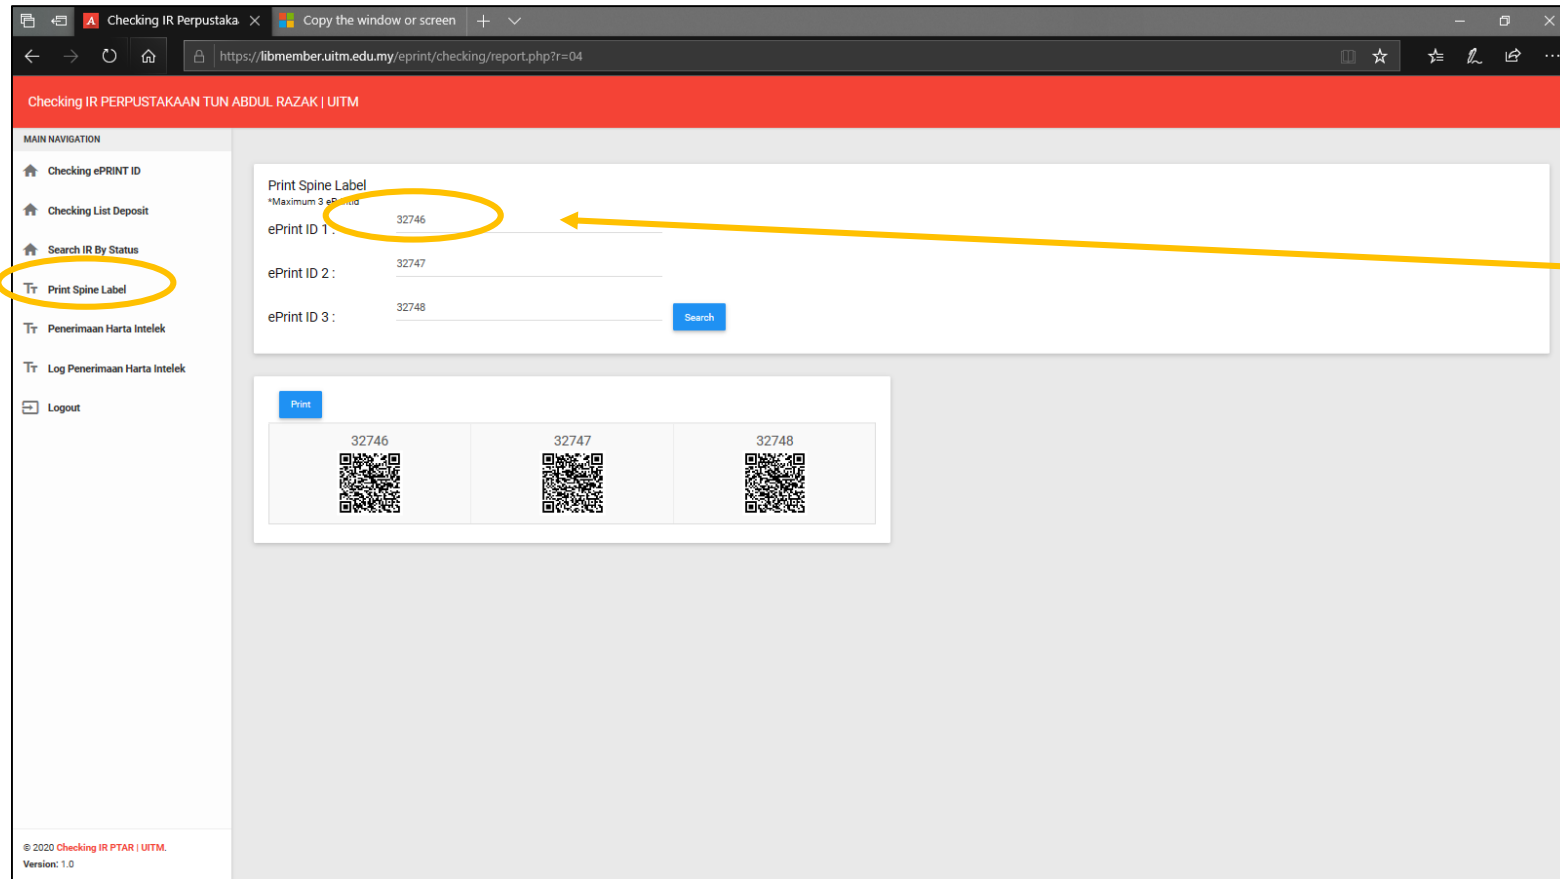 Checking IR Perpustaka
Copy the window or screen
https://libmember.uitm.edu.my/eprint/checking/report.php?r=04
Checking IR PERPUSTAKAAN TUN ABDUL RAZAK | UITM
MAIN NAVIGATION
Checking ePRINT ID
Checking List Deposit
Search IR By Status
Tт Print Spine Label
Tт Penerimaan Harta Intelek
Tт Log Penerimaan Harta Intelek
Logout
© 2020 Checking IR PTAR | UITM.
Version: 1.0
Print Spine Label
*Maximum 3 ePrintId
ePrint ID 1 : 32746
ePrint ID 2 : 32747
ePrint ID 3 : 32748
Search
Print
32746 32747 32748